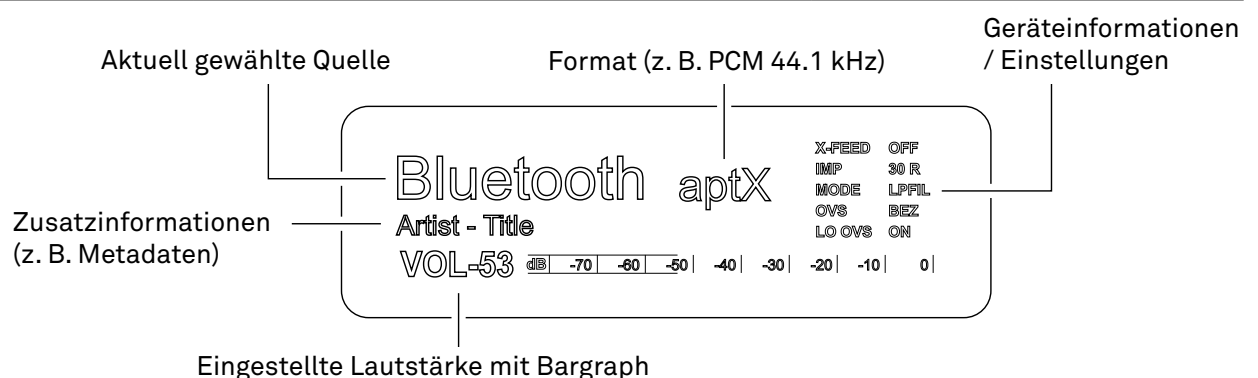 Geräteinformationen
/ Einstellungen
Aktuell gewählte Quelle
Format (z. B. PCM 44.1 kHz)
Bluetooth aptX
X-FEED OFF
IMP 30 R
MODE LPFIL
OVS BEZ
LO OVS ON
Zusatzinformationen
(z. B. Metadaten)
Artist - Title
VOL-53 dB -70 -60 -50 -40 -30 -20 -10 0
Eingestellte Lautstärke mit Bargraph